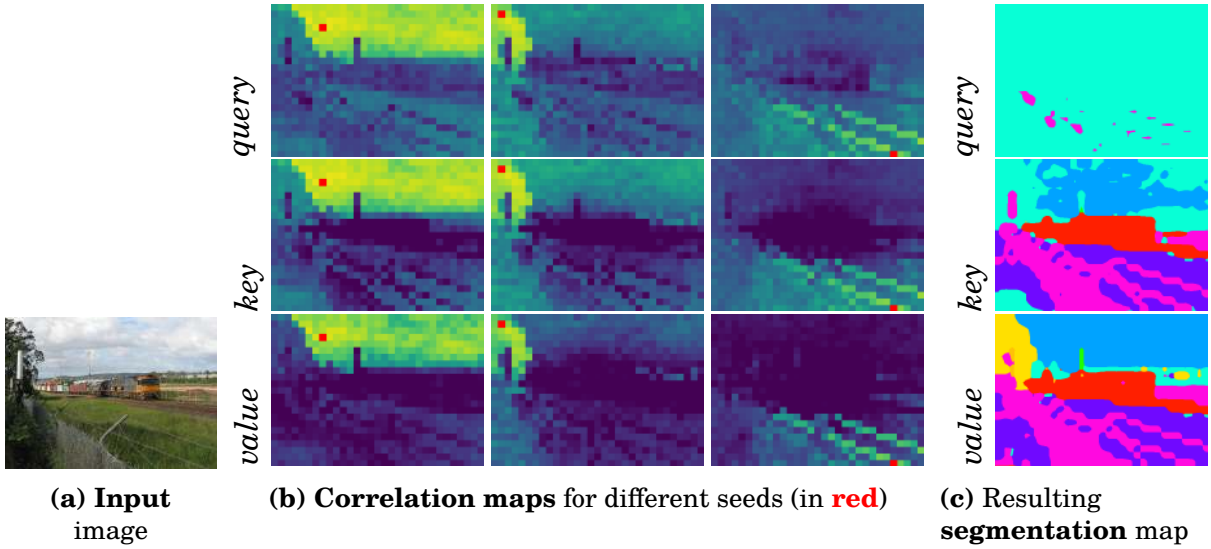 query
key
value
query
key
value
(a) Input
image
(b) Correlation maps for different seeds (in red)
(c) Resulting
segmentation map